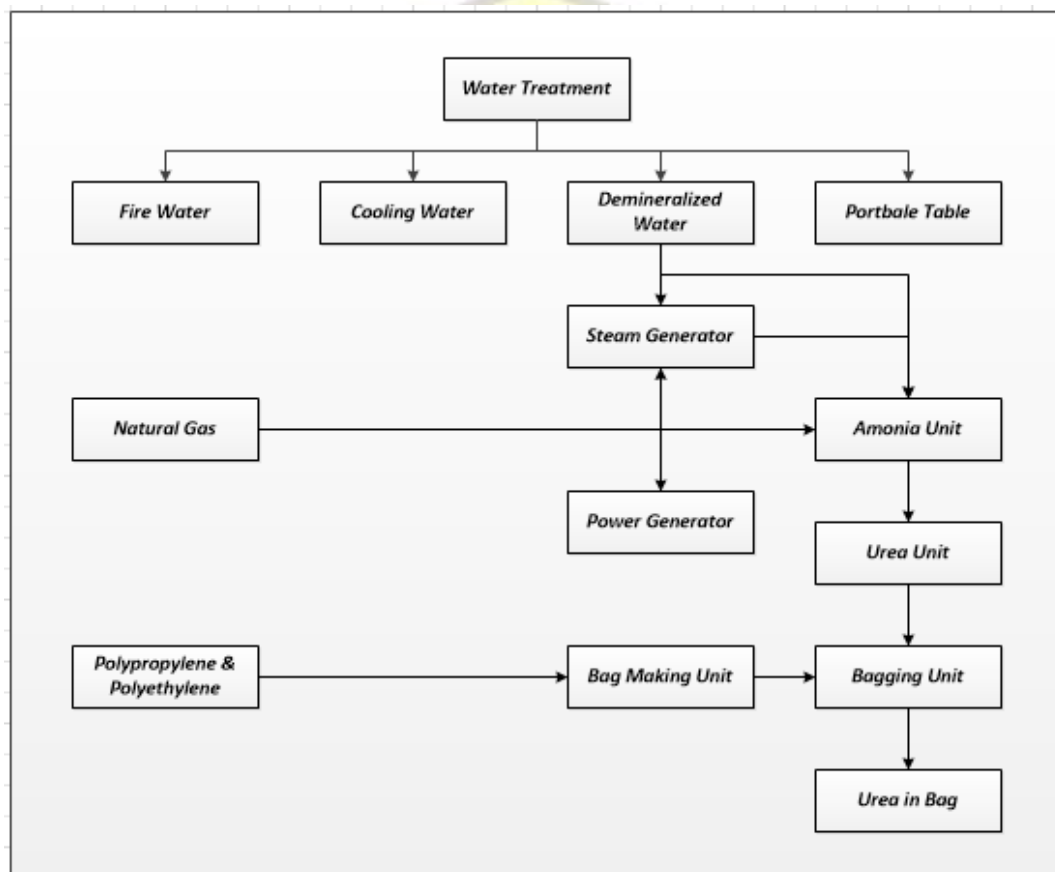 Water Treatment
Fire Water
Cooling Water
Demineralized
Water
Portbale Table
Steam Generator
Natural Gas
Amonia Unit
Power Generator
Urea Unit
Polypropylene &
Polyethylene
Bag Making Unit
Bagging Unit
Urea in Bag